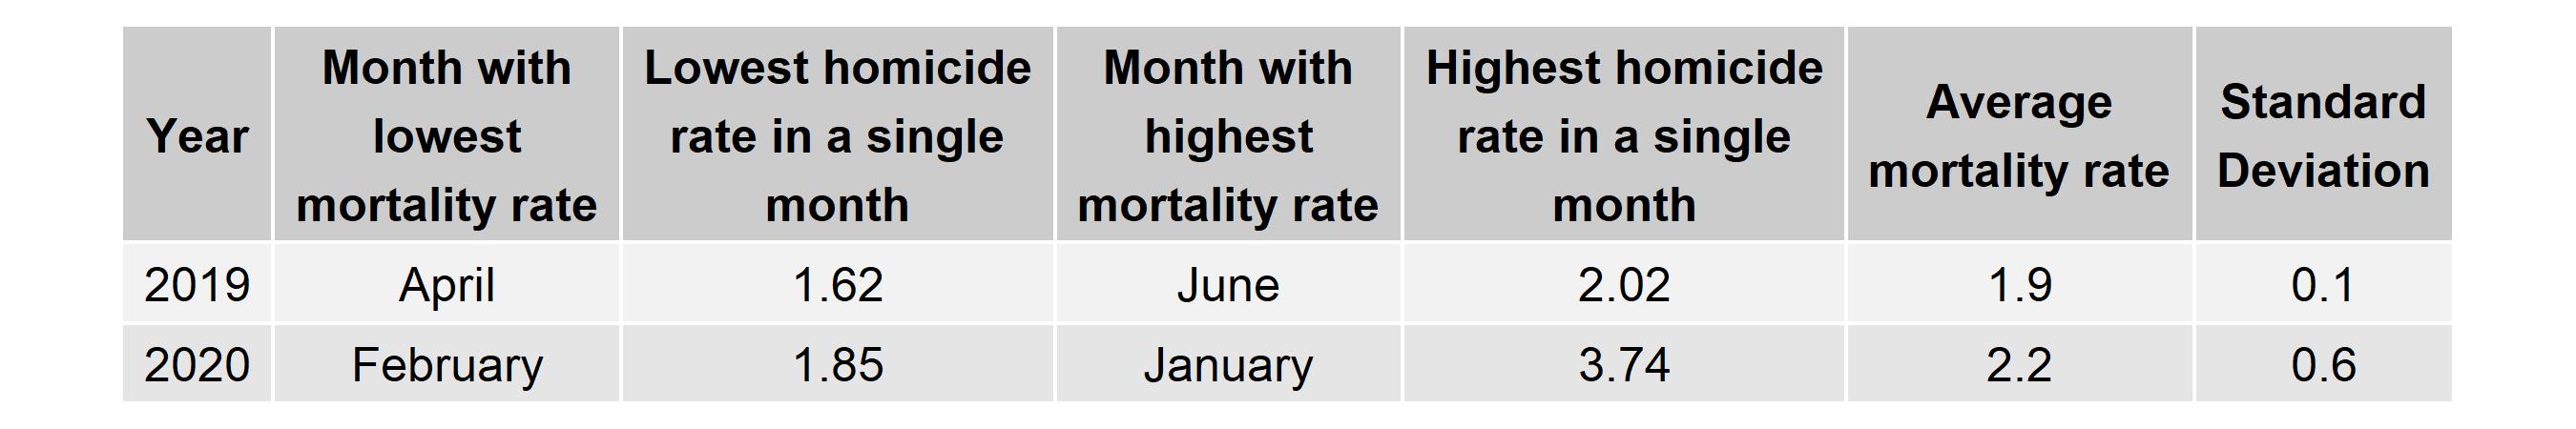 Year
Month with
lowest
mortality rate
Lowest homicide
rate in a single
month
Month with
highest
mortality rate
Highest homicide
rate in a single
month
Average
mortality rate
Standard
Deviation
2019 April 1.62 June 2.02 1.9 0.1
2020 February 1.85 January 3.74 2.2 0.6